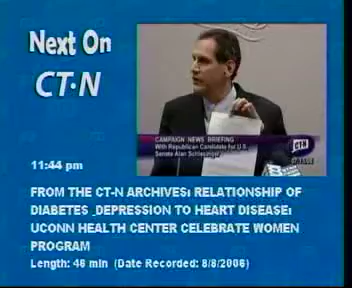 Next On
CT·N
CAMPAIGN NEWS BRIEFING
With Republican Candidate for U.S.
Senate Alan Schlesinger
CTN
11:44 pm
FROM THE CT-N ARCHIVES: RELATIONSHIP OF
DIABETES _DEPRESSION TO HEART DISEASE:
UCONN HEALTH CENTER CELEBRATE WOMEN
PROGRAM
Length: 46 min (Date Recorded: 8/8/2006)